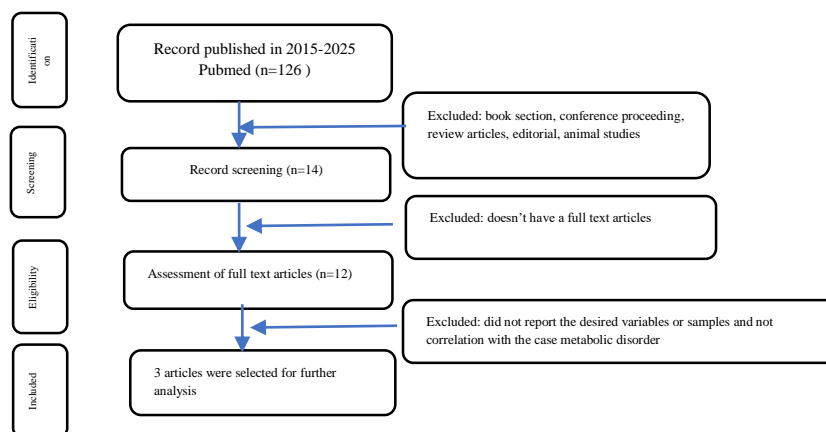 Identificati
on
Record published in 2015-2025
Pubmed (n=126 )
Excluded: book section, conference proceeding,
review articles, editorial, animal studies
Screening
Record screening (n=14)
Excluded: doesn’t have a full text articles
Eligibility
Assessment of full text articles (n=12)
Excluded: did not report the desired variables or samples and not
correlation with the case metabolic disorder
Included
3 articles were selected for further
analysis